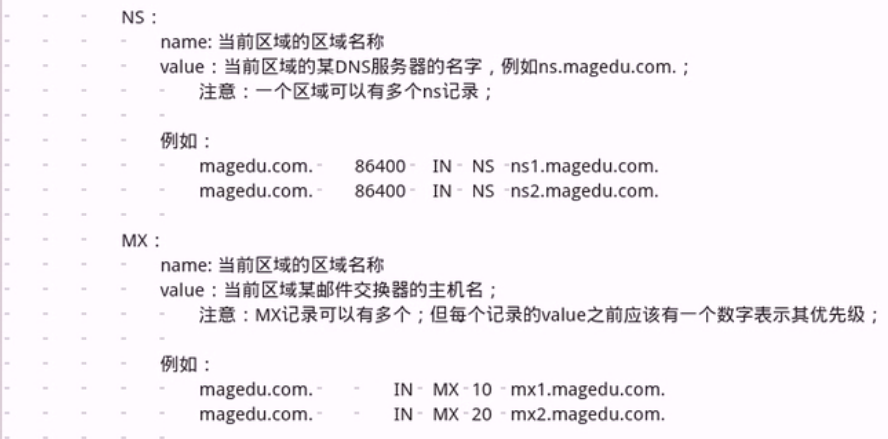 NS：
name: 当前区域的区域名称
value：当前区域的某DNS服务器的名字，例如ns.magedu.com.；
注意：一个区域可以有多个ns记录；
例如：
magedu.com. 86400 IN NS ns1.magedu.com.
magedu.com. 86400 IN NS ns2.magedu.com.
MX：
name: 当前区域的区域名称
value：当前区域某邮件交换器的主机名；
注意：MX记录可以有多个；但每个记录的value之前应该有一个数字表示其优先级；
例如：
magedu.com. IN MX 10 mx1.magedu.com.
magedu.com. IN MX 20 mx2.magedu.com.